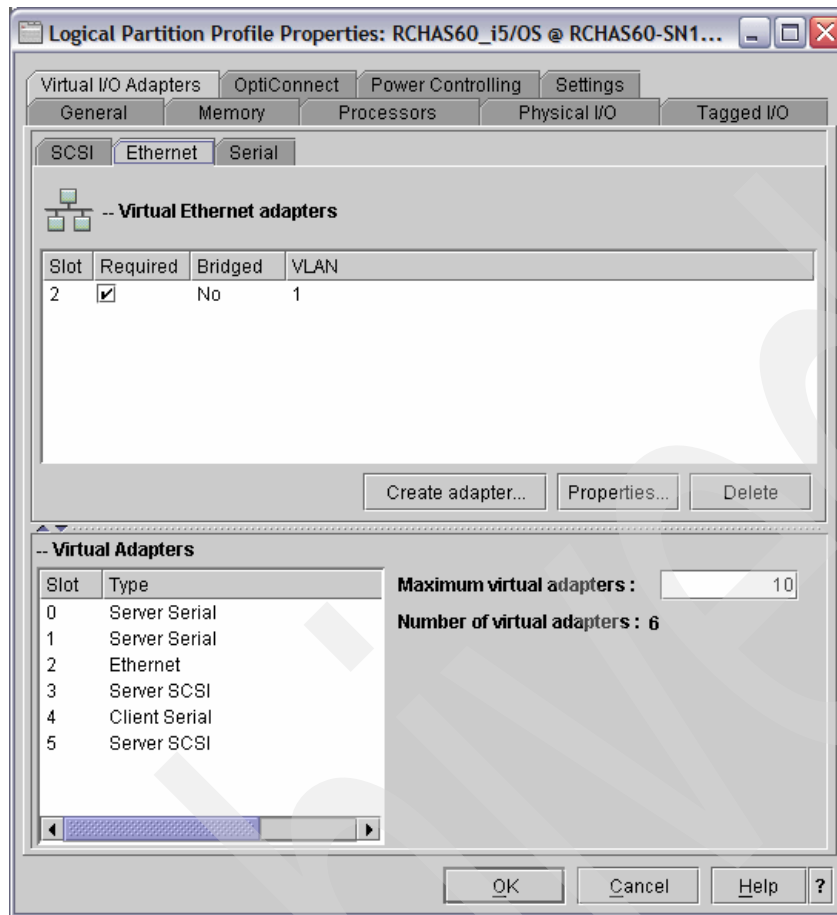 Logical Partition Profile Properties: RCHAS60_i5/OS @ RCHAS60-SN1...
Virtual I/O Adapters OptiConnect Power Controlling Settings
General Memory Processors Physical I/O Tagged I/O
SCSI Ethernet Serial
-- Virtual Ethernet adapters
Slot Required Bridged VLAN
2 No 1
Create adapter... Properties... Delete
-- Virtual Adapters
Slot Type
0 Server Serial
1 Server Serial
2 Ethernet
3 Server SCSI
4 Client Serial
5 Server SCSI
Maximum virtual adapters : 10
Number of virtual adapters : 6
OK Cancel Help ?